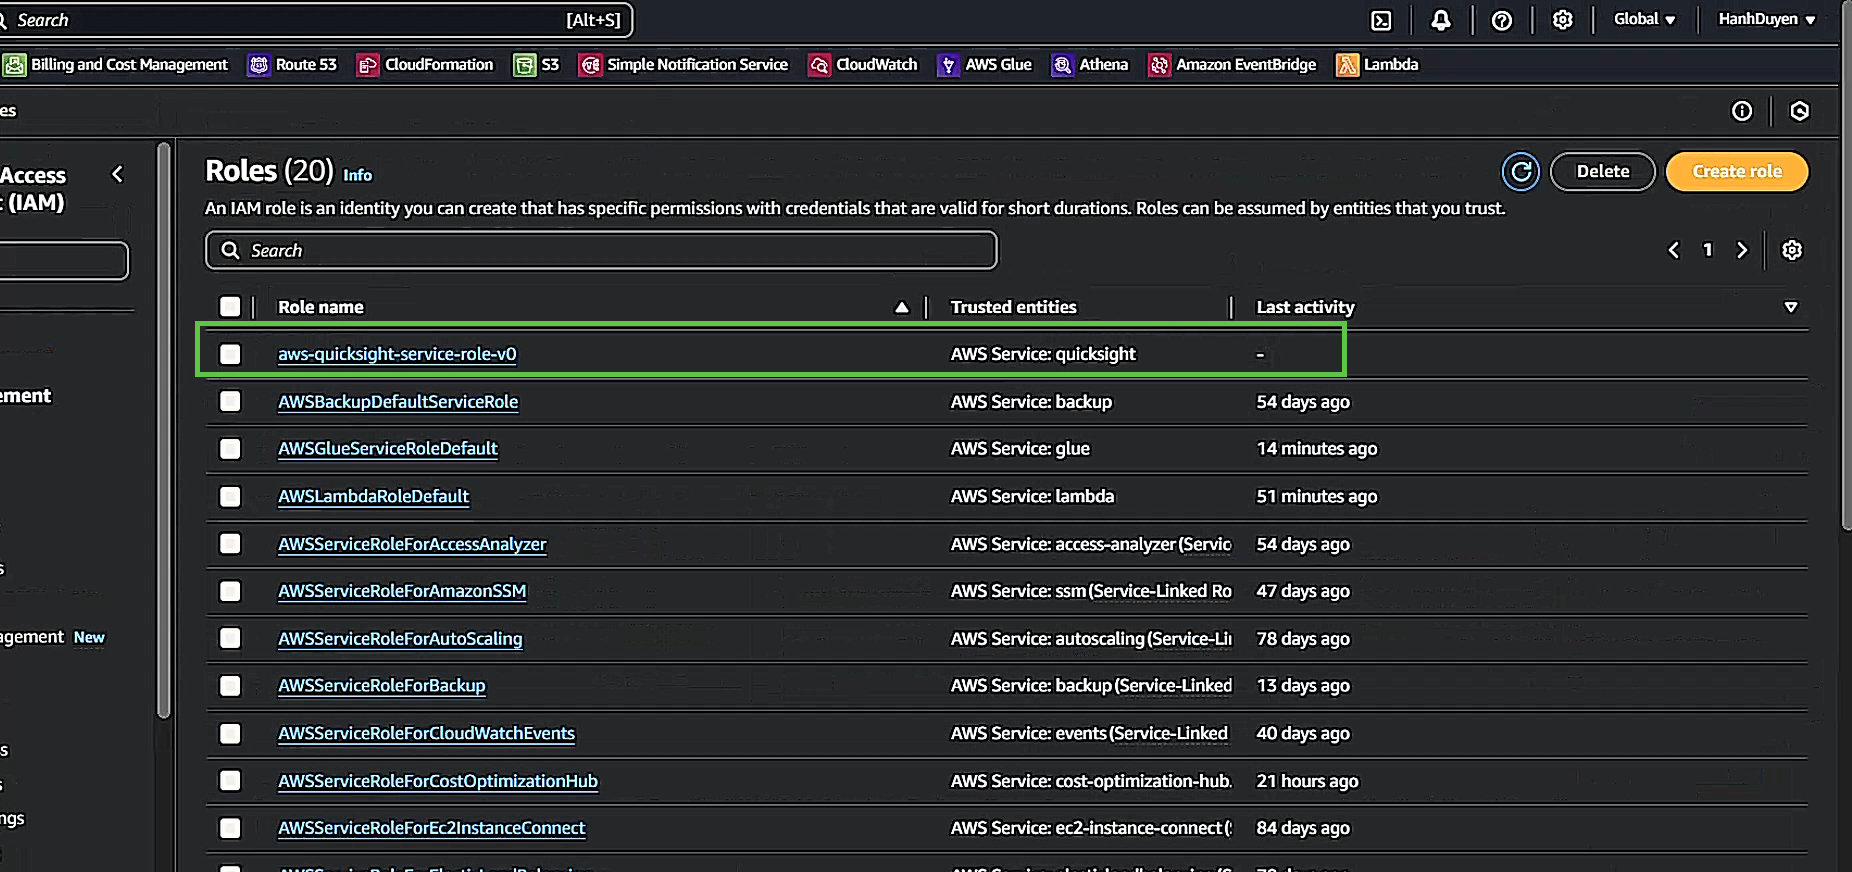 Search [Alt+S] Global HanhDuyen
Billing and Cost Management Route 53 CloudFormation S3 Simple Notification Service CloudWatch AWS Glue Athena Amazon EventBridge Lambda
es
Access
(IAM)
ement
s
agement New
s
ngs
Roles (20) Info Delete Create role
An IAM role is an identity you can create that has specific permissions with credentials that are valid for short durations. Roles can be assumed by entities that you trust.
Search 1
Role name Trusted entities Last activity
aws-quicksight-service-role-v0 AWS Service: quicksight -
AWSBackupDefaultServiceRole AWS Service: backup 54 days ago
AWSGlueServiceRoleDefault AWS Service: glue 14 minutes ago
AWSLambdaRoleDefault AWS Service: lambda 51 minutes ago
AWSServiceRoleForAccessAnalyzer AWS Service: access-analyzer (Servic 54 days ago
AWSServiceRoleForAmazonSSM AWS Service: ssm (Service-Linked Ro 47 days ago
AWSServiceRoleForAutoScaling AWS Service: autoscaling (Service-Li 78 days ago
AWSServiceRoleForBackup AWS Service: backup (Service-Linked 13 days ago
AWSServiceRoleForCloudWatchEvents AWS Service: events (Service-Linked 40 days ago
AWSServiceRoleForCostOptimizationHub AWS Service: cost-optimization-hub. 21 hours ago
AWSServiceRoleForEc2InstanceConnect AWS Service: ec2-instance-connect ( 84 days ago